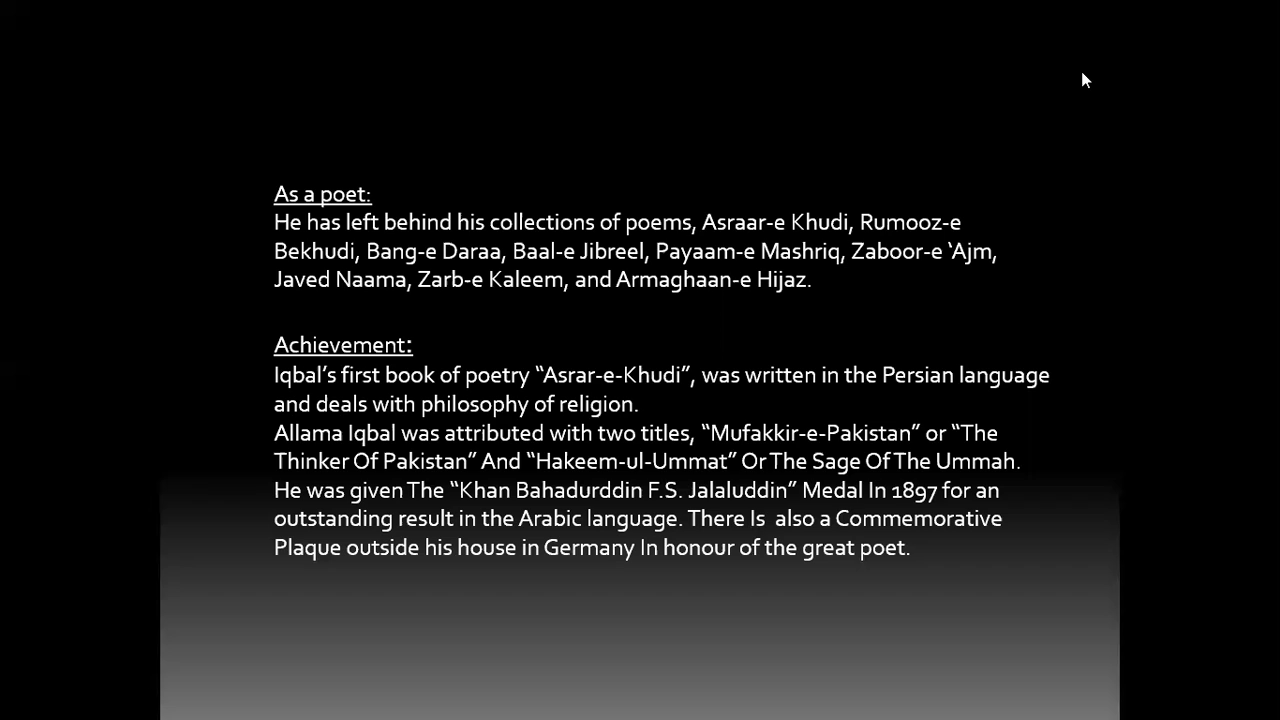 As a poet:
He has left behind his collections of poems, Asraar-e Khudi, Rumooz-e
Bekhudi, Bang-e Daraa, Baal-e Jibreel, Payaam-e Mashriq, Zaboor-e ‘Ajm,
Javed Naama, Zarb-e Kaleem, and Armaghaan-e Hijaz.
Achievement:
Iqbal’s first book of poetry “Asrar-e-Khudi”, was written in the Persian language
and deals with philosophy of religion.
Allama Iqbal was attributed with two titles, “Mufakkir-e-Pakistan” or “The
Thinker Of Pakistan” And “Hakeem-ul-Ummat” Or The Sage Of The Ummah.
He was given The “Khan Bahadurddin F.S. Jalaluddin” Medal In 1897 for an
outstanding result in the Arabic language. There Is  also a Commemorative
Plaque outside his house in Germany In honour of the great poet.